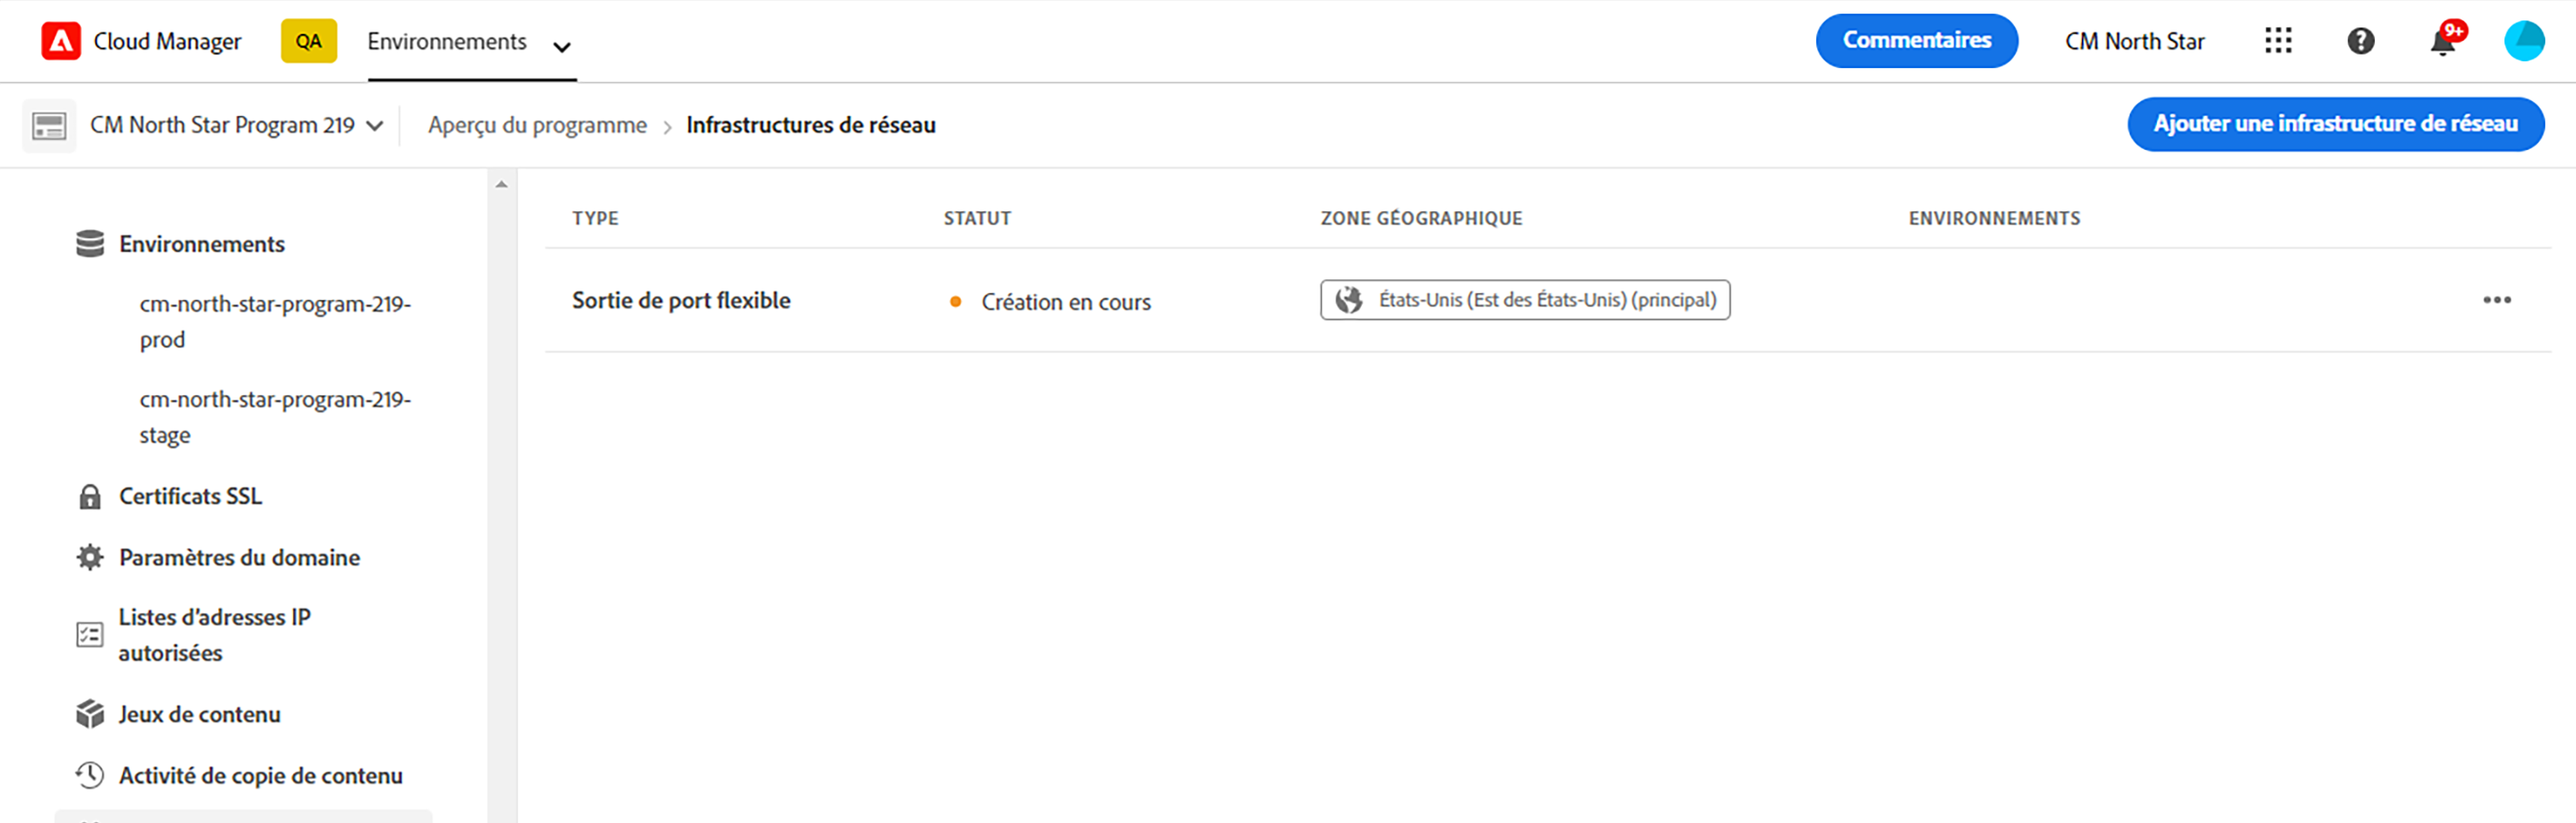 Cloud Manager QA Environnements Commentaires CM North Star 9+
CM North Star Program 219 Aperçu du programme > Infrastructures de réseau Ajouter une infrastructure de réseau
Environnements
cm-north-star-program-219-
prod
cm-north-star-program-219-
stage
Certificats SSL
Paramètres du domaine
Listes d'adresses IP
autorisées
Jeux de contenu
Activité de copie de contenu
TYPE STATUT ZONE GÉOGRAPHIQUE ENVIRONNEMENTS
Sortie de port flexible Création en cours États-Unis (Est des États-Unis) (principal)